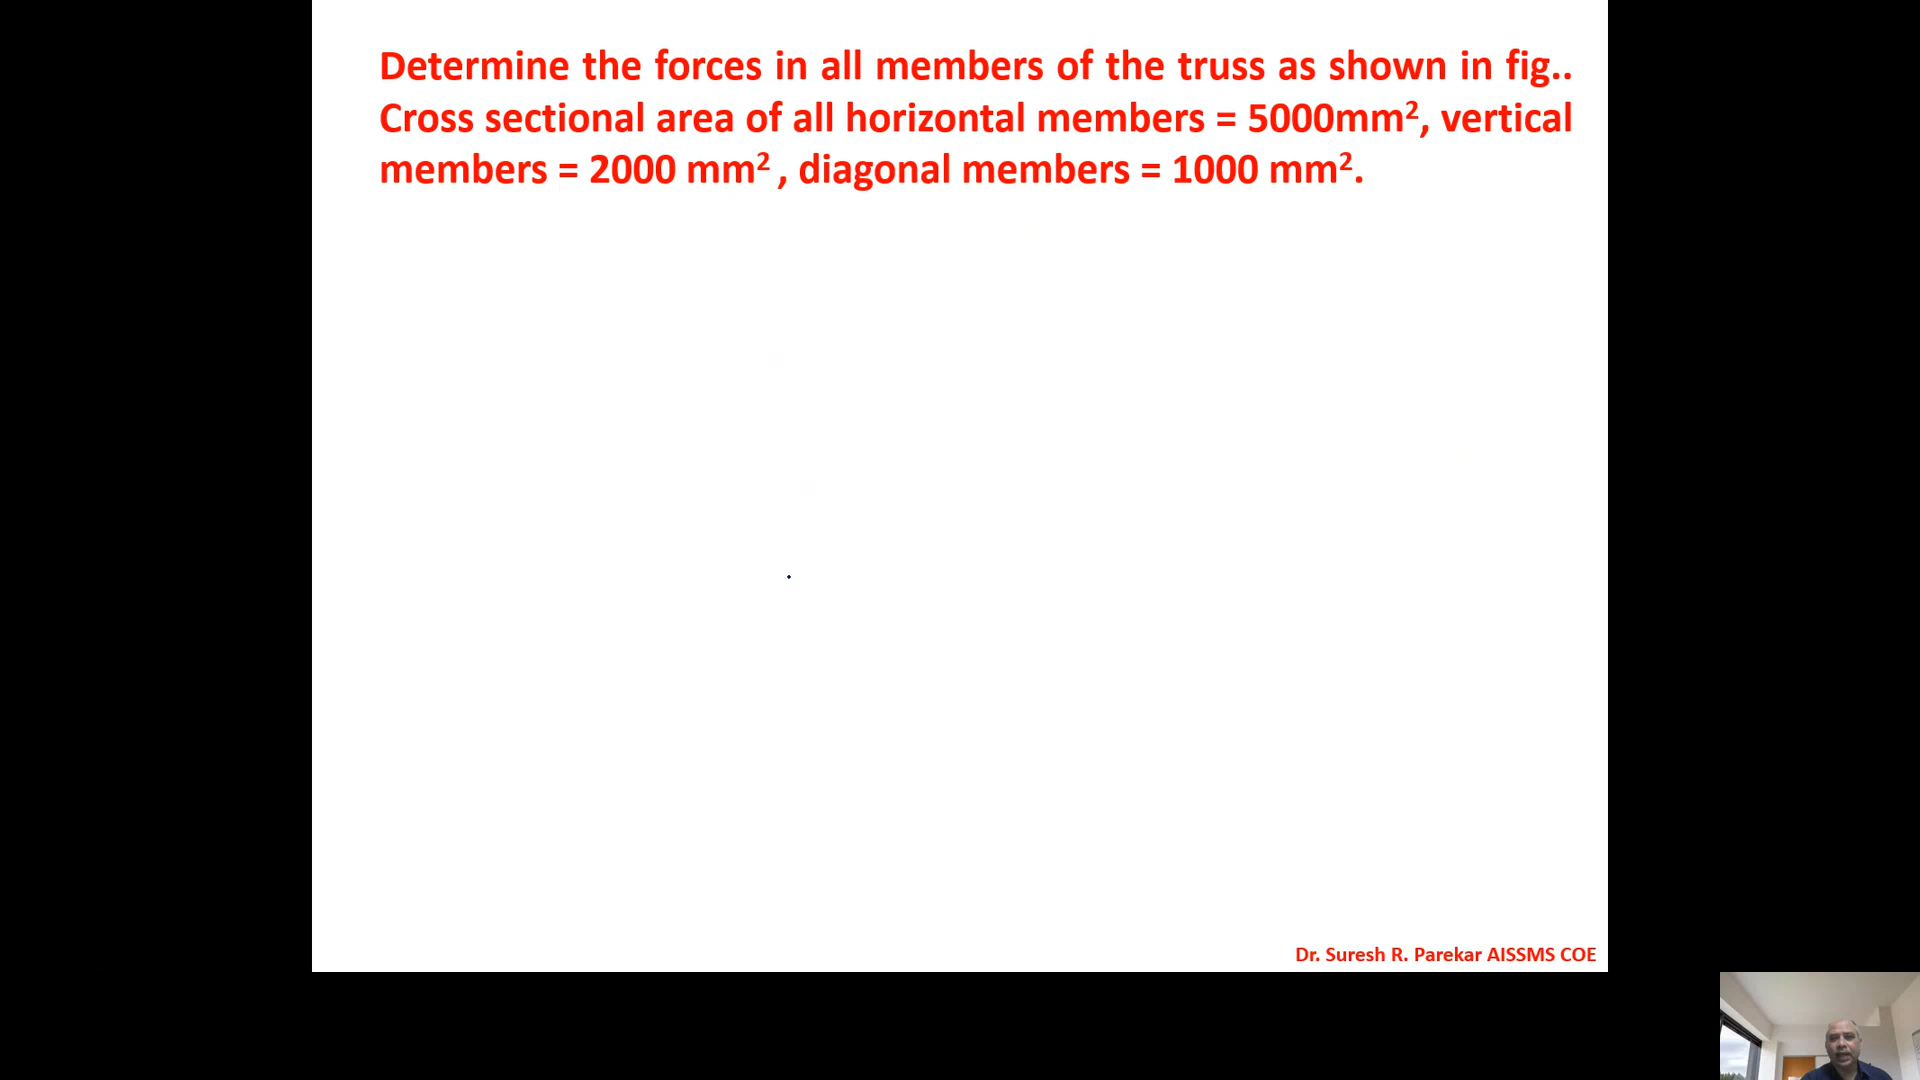 Determine the forces in all members of the truss as shown in fig..
Cross sectional area of all horizontal members = 5000mm², vertical
members = 2000 mm² , diagonal members = 1000 mm².
Dr. Suresh R. Parekar AISSMS COE